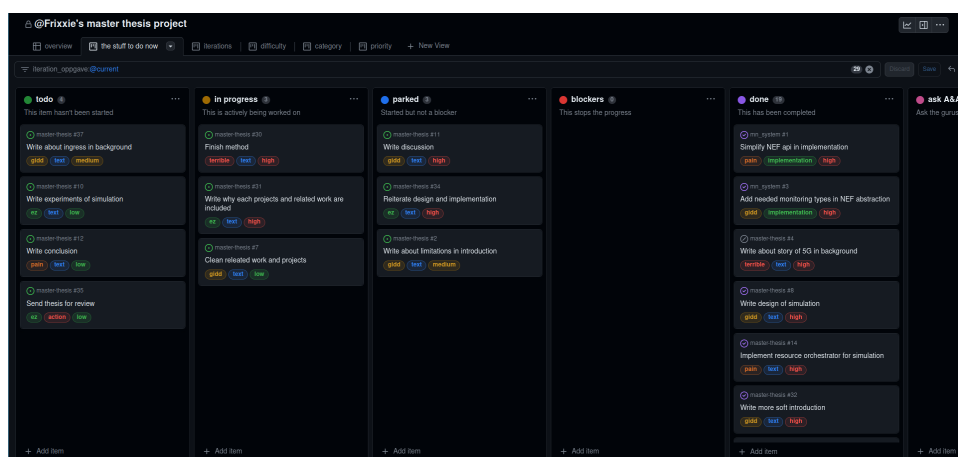 @Frixxie's master thesis project
overview
the stuff to do now
iterations
difficulty
category
priority
+ New View
iteration_oppgave:@current
29
Discard
Save
todo 4
This item hasn't been started
master-thesis #37
Write about ingress in background
gidd text medium
master-thesis #10
Write experiments of simulation
ez text low
master-thesis #12
Write conclusion
pain text low
master-thesis #35
Send thesis for review
ez action low
+ Add item
in progress 3
This is actively being worked on
master-thesis #30
Finish method
terrible text high
master-thesis #31
Write why each projects and related work are
included
ez text high
master-thesis #7
Clean releated work and projects
gidd text low
+ Add item
parked 3
Started but not a blocker
master-thesis #11
Write discussion
gidd text high
master-thesis #34
Reiterate design and implementation
ez text high
master-thesis #2
Write about limitations in introduction
gidd text medium
+ Add item
blockers 0
This stops the progress
+ Add item
done 19
This has been completed
mn_system #1
Simplify NEF api in implementation
pain implementation high
mn_system #3
Add needed monitoring types in NEF abstraction
gidd implementation high
master-thesis #4
Write about story of 5G in background
terrible text high
master-thesis #8
Write design of simulation
gidd text high
master-thesis #14
Implement resource orchestrator for simulation
pain text high
master-thesis #32
Write more soft introduction
gidd text high
+ Add item
ask A&A
Ask the gurus
+ Add item